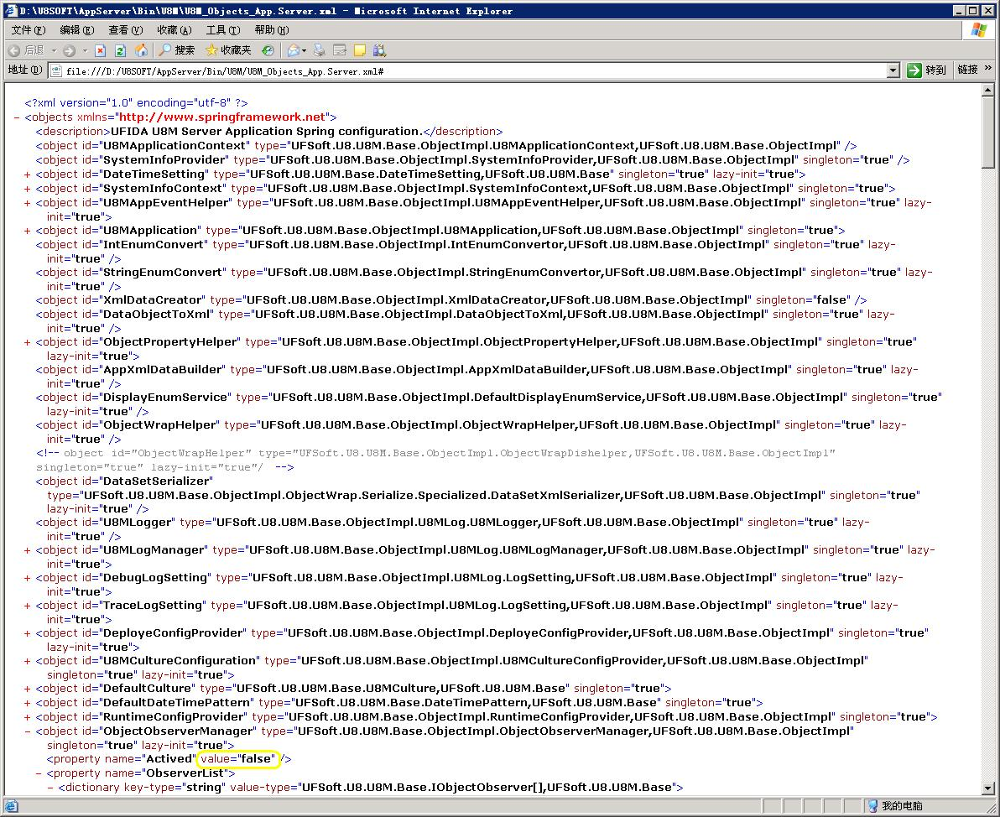 D:\U8SOFT\AppServer\Bin\U8M\U8M_Objects_App.Server.xml - Microsoft Internet Explorer
文件(F) 编辑(E) 查看(V) 收藏(A) 工具(T) 帮助(H)
后退 搜索 收藏夹
地址(D) file:///D:/U8SOFT/AppServer/Bin/U8M/U8M_Objects_App.Server.xml# 转到 链接 »
<?xml version="1.0" encoding="utf-8" ?>
- <objects xmlns="http://www.springframework.net">
<description>UFIDA U8M Server Application Spring configuration.</description>
<object id="U8MApplicationContext" type="UFSoft.U8.U8M.Base.ObjectImpl.U8MApplicationContext,UFSoft.U8.U8M.Base.ObjectImpl" />
<object id="SystemInfoProvider" type="UFSoft.U8.U8M.Base.ObjectImpl.SystemInfoProvider,UFSoft.U8.U8M.Base.ObjectImpl" singleton="true" />
+ <object id="DateTimeSetting" type="UFSoft.U8.U8M.Base.DateTimeSetting,UFSoft.U8.U8M.Base" singleton="true" lazy-init="true">
+ <object id="SystemInfoContext" type="UFSoft.U8.U8M.Base.ObjectImpl.SystemInfoContext,UFSoft.U8.U8M.Base.ObjectImpl" singleton="true">
+ <object id="U8MAppEventHelper" type="UFSoft.U8.U8M.Base.ObjectImpl.U8MAppEventHelper,UFSoft.U8.U8M.Base.ObjectImpl" singleton="true" lazy-
init="true">
+ <object id="U8MApplication" type="UFSoft.U8.U8M.Base.ObjectImpl.U8MApplication,UFSoft.U8.U8M.Base.ObjectImpl" singleton="true">
<object id="IntEnumConvert" type="UFSoft.U8.U8M.Base.ObjectImpl.IntEnumConvertor,UFSoft.U8.U8M.Base.ObjectImpl" singleton="true" lazy-
init="true" />
<object id="StringEnumConvert" type="UFSoft.U8.U8M.Base.ObjectImpl.StringEnumConvertor,UFSoft.U8.U8M.Base.ObjectImpl" singleton="true" lazy-
init="true" />
<object id="XmlDataCreator" type="UFSoft.U8.U8M.Base.ObjectImpl.XmlDataCreator,UFSoft.U8.U8M.Base.ObjectImpl" singleton="false" />
<object id="DataObjectToXml" type="UFSoft.U8.U8M.Base.ObjectImpl.DataObjectToXml,UFSoft.U8.U8M.Base.ObjectImpl" singleton="true" lazy-
init="true" />
+ <object id="ObjectPropertyHelper" type="UFSoft.U8.U8M.Base.ObjectImpl.ObjectPropertyHelper,UFSoft.U8.U8M.Base.ObjectImpl" singleton="true"
lazy-init="true">
<object id="AppXmlDataBuilder" type="UFSoft.U8.U8M.Base.ObjectImpl.AppXmlDataBuilder,UFSoft.U8.U8M.Base.ObjectImpl" singleton="true" lazy-
init="true" />
<object id="DisplayEnumService" type="UFSoft.U8.U8M.Base.ObjectImpl.DefaultDisplayEnumService,UFSoft.U8.U8M.Base.ObjectImpl" singleton="true"
lazy-init="true" />
<object id="ObjectWrapHelper" type="UFSoft.U8.U8M.Base.ObjectImpl.ObjectWrapHelper,UFSoft.U8.U8M.Base.ObjectImpl" singleton="true" lazy-
init="true" />
<!-- object id="ObjectWrapHelper" type="UFSoft.U8.U8M.Base.ObjectImpl.ObjectWrapDishelper,UFSoft.U8.U8M.Base.ObjectImpl"
singleton="true" lazy-init="true"/ -->
<object id="DataSetSerializer"
type="UFSoft.U8.U8M.Base.ObjectImpl.ObjectWrap.Serialize.Specialized.DataSetXmlSerializer,UFSoft.U8.U8M.Base.ObjectImpl" singleton="true"
lazy-init="true" />
<object id="U8MLogger" type="UFSoft.U8.U8M.Base.ObjectImpl.U8MLog.U8MLogger,UFSoft.U8.U8M.Base.ObjectImpl" singleton="true" lazy-
init="true" />
+ <object id="U8MLogManager" type="UFSoft.U8.U8M.Base.ObjectImpl.U8MLog.U8MLogManager,UFSoft.U8.U8M.Base.ObjectImpl" singleton="true" lazy-
init="true">
+ <object id="DebugLogSetting" type="UFSoft.U8.U8M.Base.ObjectImpl.U8MLog.LogSetting,UFSoft.U8.U8M.Base.ObjectImpl" singleton="true" lazy-
init="true">
+ <object id="TraceLogSetting" type="UFSoft.U8.U8M.Base.ObjectImpl.U8MLog.LogSetting,UFSoft.U8.U8M.Base.ObjectImpl" singleton="true" lazy-
init="true">
+ <object id="DeployeConfigProvider" type="UFSoft.U8.U8M.Base.ObjectImpl.DeployeConfigProvider,UFSoft.U8.U8M.Base.ObjectImpl" singleton="true"
lazy-init="true">
+ <object id="U8MCultureConfiguration" type="UFSoft.U8.U8M.Base.ObjectImpl.U8MCultureConfigProvider,UFSoft.U8.U8M.Base.ObjectImpl"
singleton="true" lazy-init="true">
+ <object id="DefaultCulture" type="UFSoft.U8.U8M.Base.U8MCulture,UFSoft.U8.U8M.Base" singleton="true">
+ <object id="DefaultDateTimePattern" type="UFSoft.U8.U8M.Base.DateTimePattern,UFSoft.U8.U8M.Base" singleton="true">
+ <object id="RuntimeConfigProvider" type="UFSoft.U8.U8M.Base.ObjectImpl.RuntimeConfigProvider,UFSoft.U8.U8M.Base.ObjectImpl" singleton="true">
- <object id="ObjectObserverManager" type="UFSoft.U8.U8M.Base.ObjectImpl.ObjectObserverManager,UFSoft.U8.U8M.Base.ObjectImpl"
singleton="true" lazy-init="true">
<property name="Actived" value="false" />
- <property name="ObserverList">
- <dictionary key-type="string" value-type="UFSoft.U8.U8M.Base.IObjectObserver[],UFSoft.U8.U8M.Base">
我的电脑